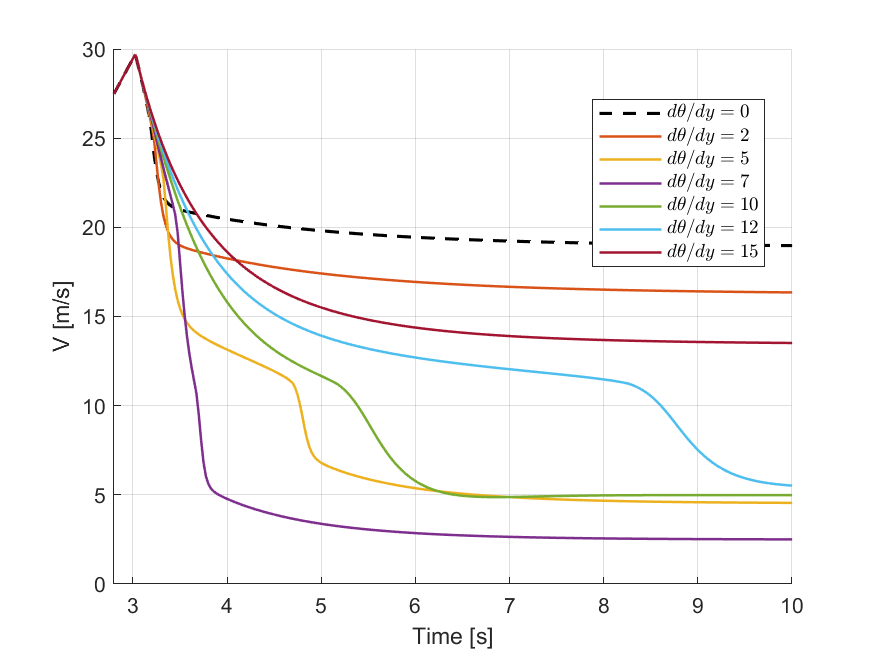 30
25
20
15
10
5
0
V [m/s]
dθ/dy = 0
dθ/dy = 2
dθ/dy = 5
dθ/dy = 7
dθ/dy = 10
dθ/dy = 12
dθ/dy = 15
3 4 5 6 7 8 9 10
Time [s]